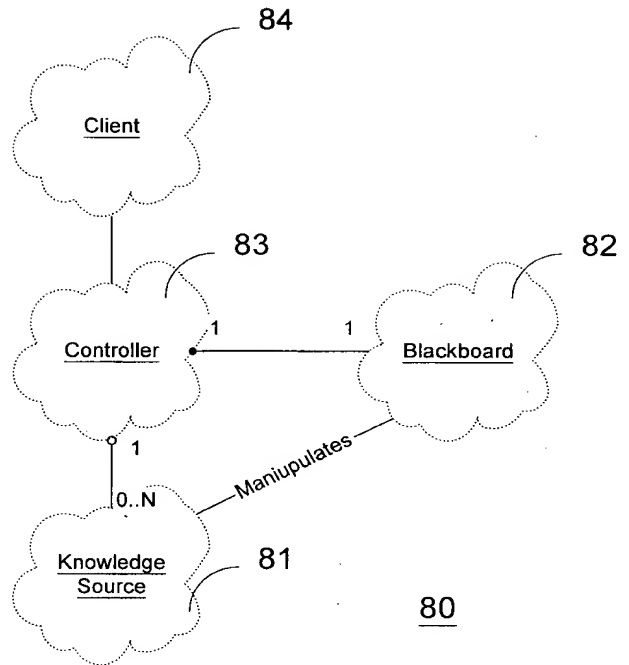 84
Client
83
82
1
1
Controller
Blackboard
1
Maniupulates
0..N
Knowledge
Source
81
80